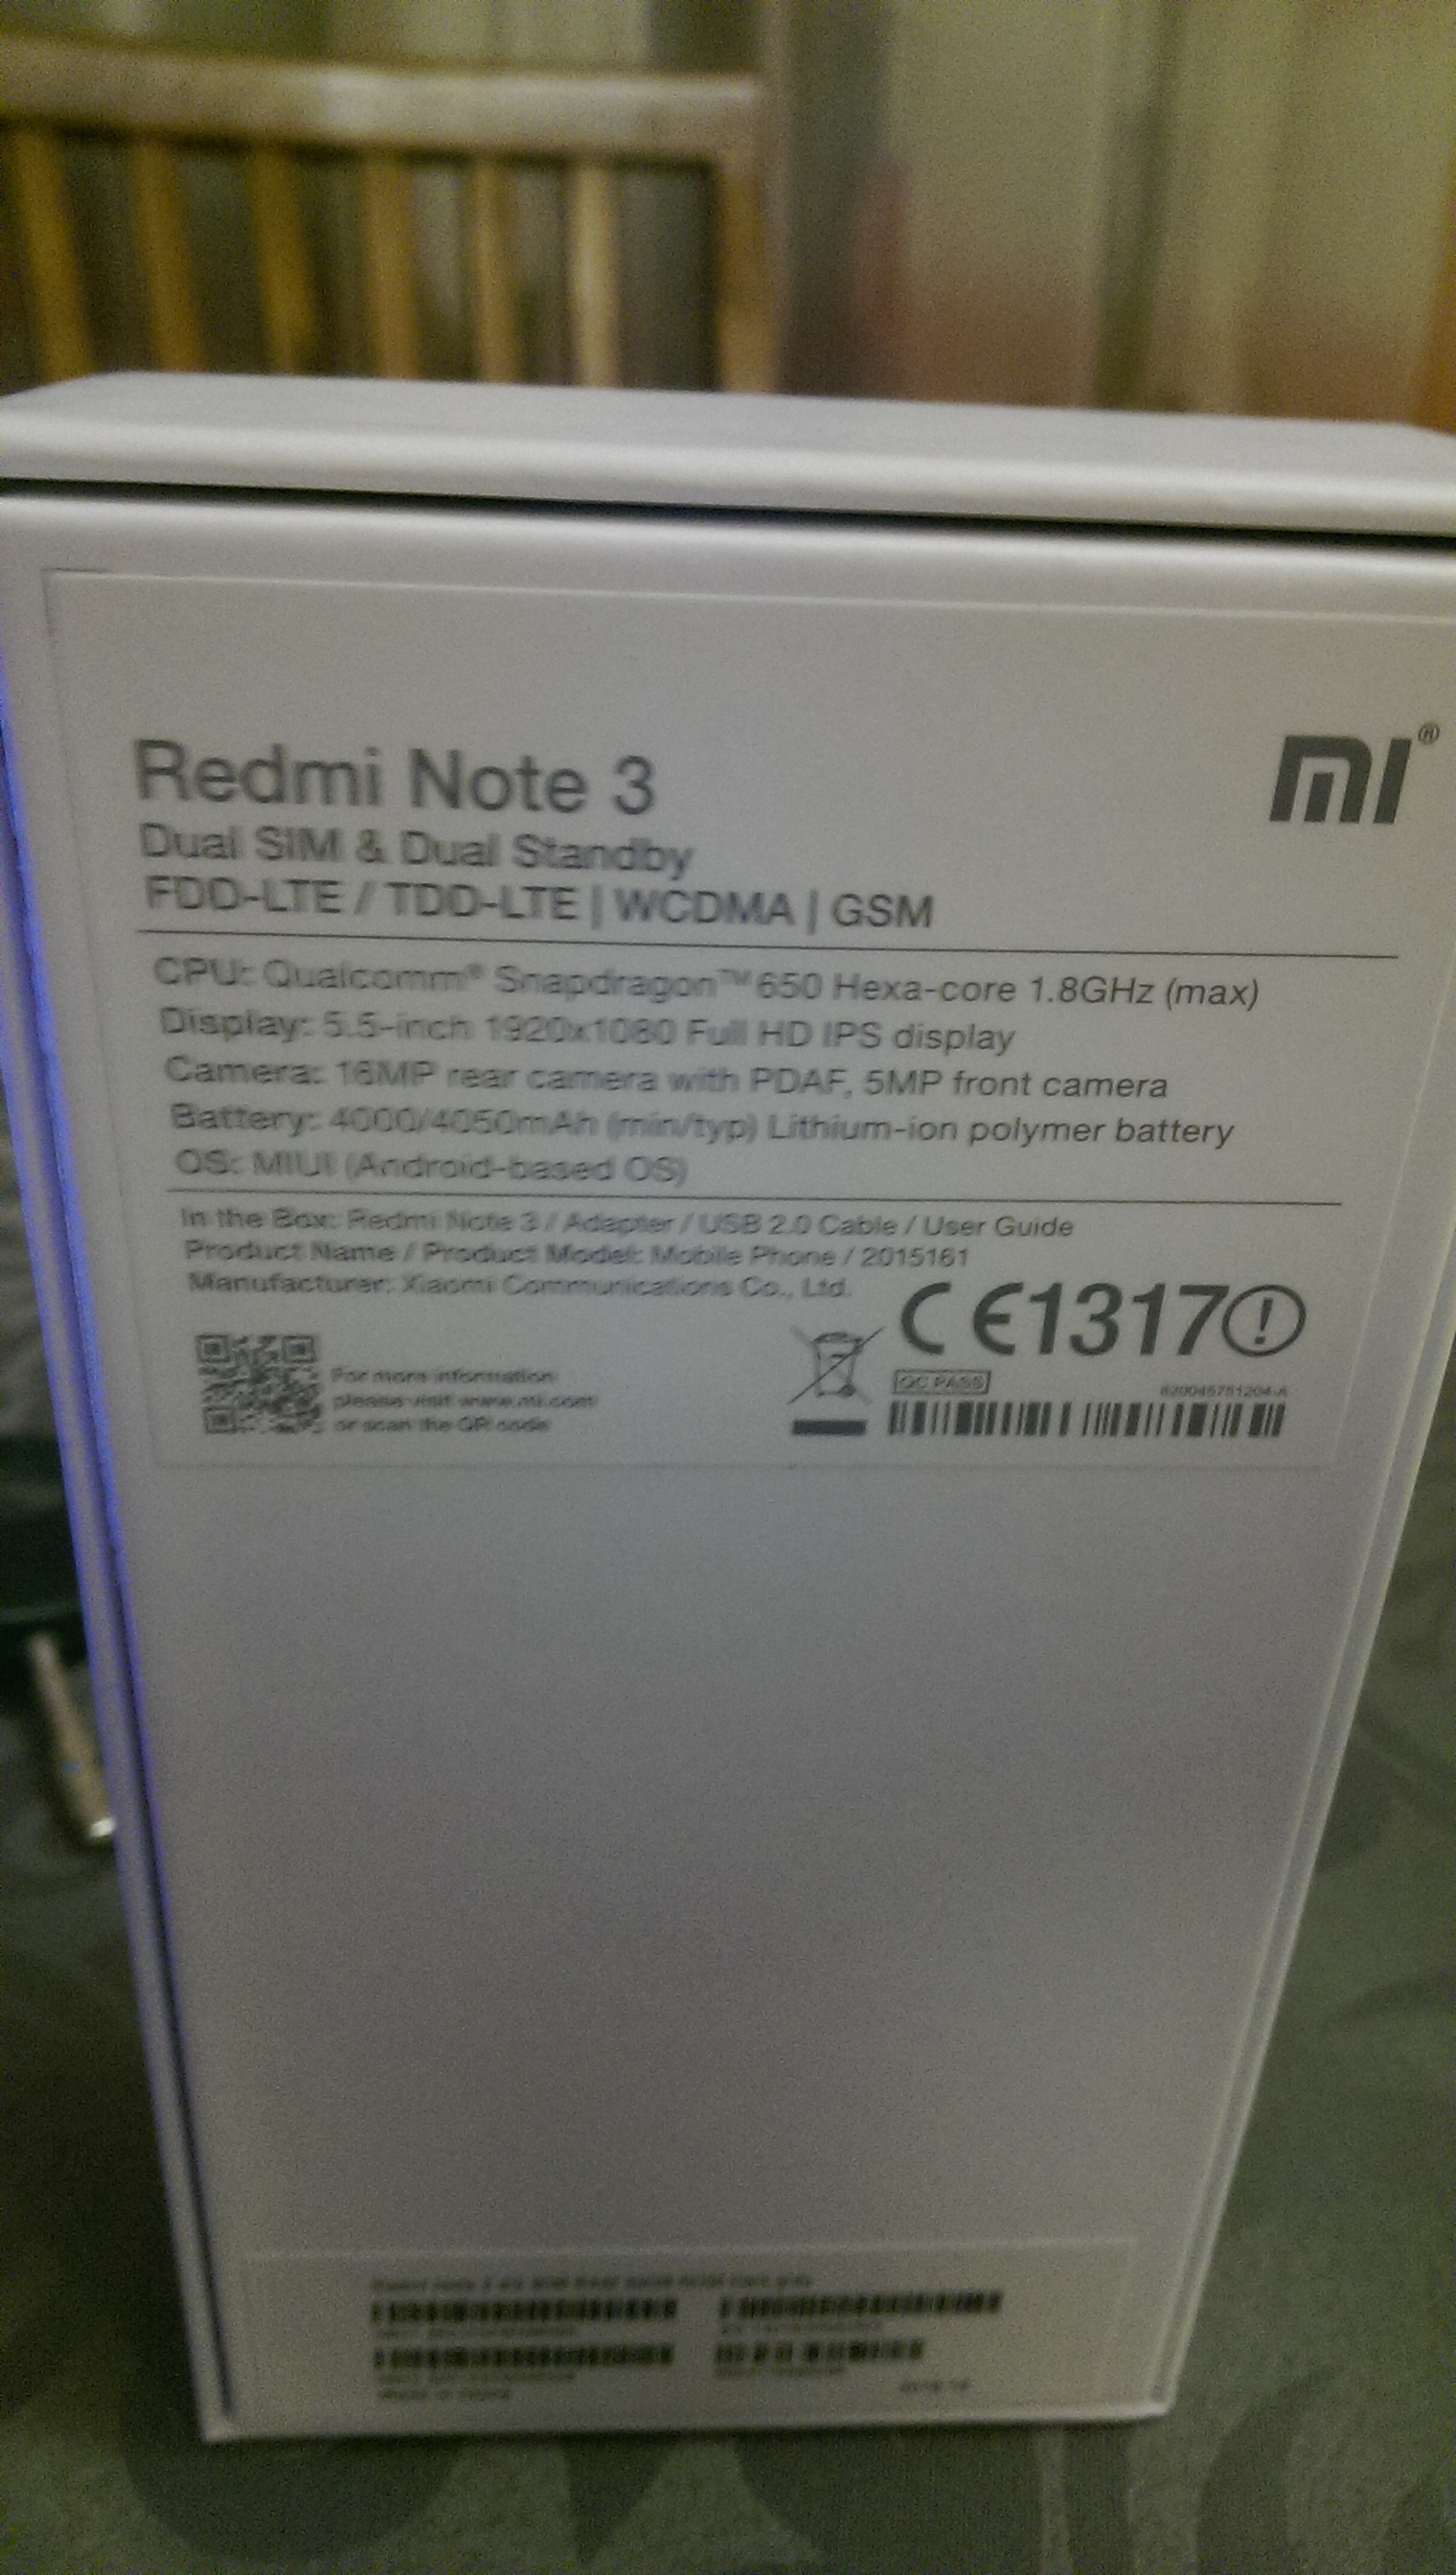 Redmi Note 3
mi®
Dual SIM & Dual Standby
FDD-LTE / TDD-LTE | WCDMA | GSM
CPU: Qualcomm® Snapdragon™ 650 Hexa-core 1.8GHz (max)
Display: 5.5-inch 1920x1080 Full HD IPS display
Camera: 16MP rear camera with PDAF, 5MP front camera
Battery: 4000/4050mAh (min/typ) Lithium-ion polymer battery
OS: MIUI (Android-based OS)
In the Box: Redmi Note 3 / Adapter / USB 2.0 Cable / User Guide
Product Name / Product Model: Mobile Phone / 2015161
Manufacturer: Xiaomi Communications Co., Ltd.
CE1317
For more information
please visit www.mi.com
or scan the QR code
QC PASS